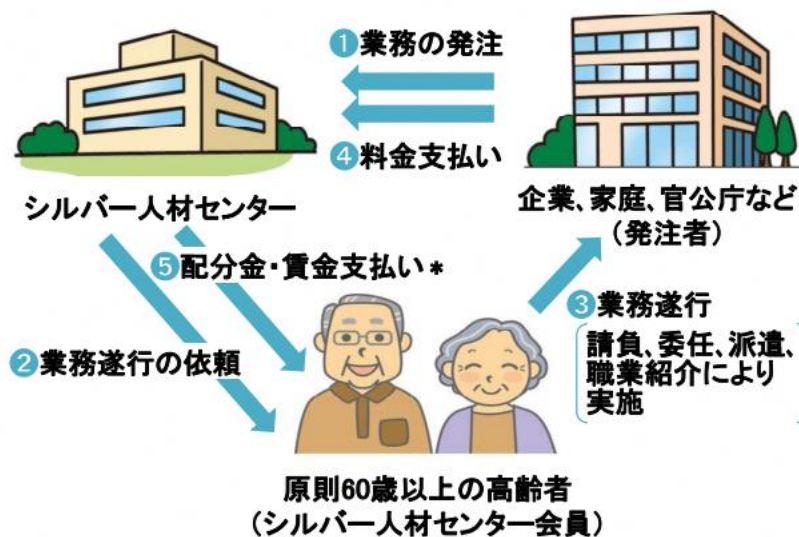 ❶業務の発注
❹料金支払い
シルバー人材センター
企業、家庭、官公庁など
(発注者)
❺配分金・賃金支払い*
❸業務遂行
請負、委任、派遣、
職業紹介により
実施
❷業務遂行の依頼
原則60歳以上の高齢者
(シルバー人材センター会員)